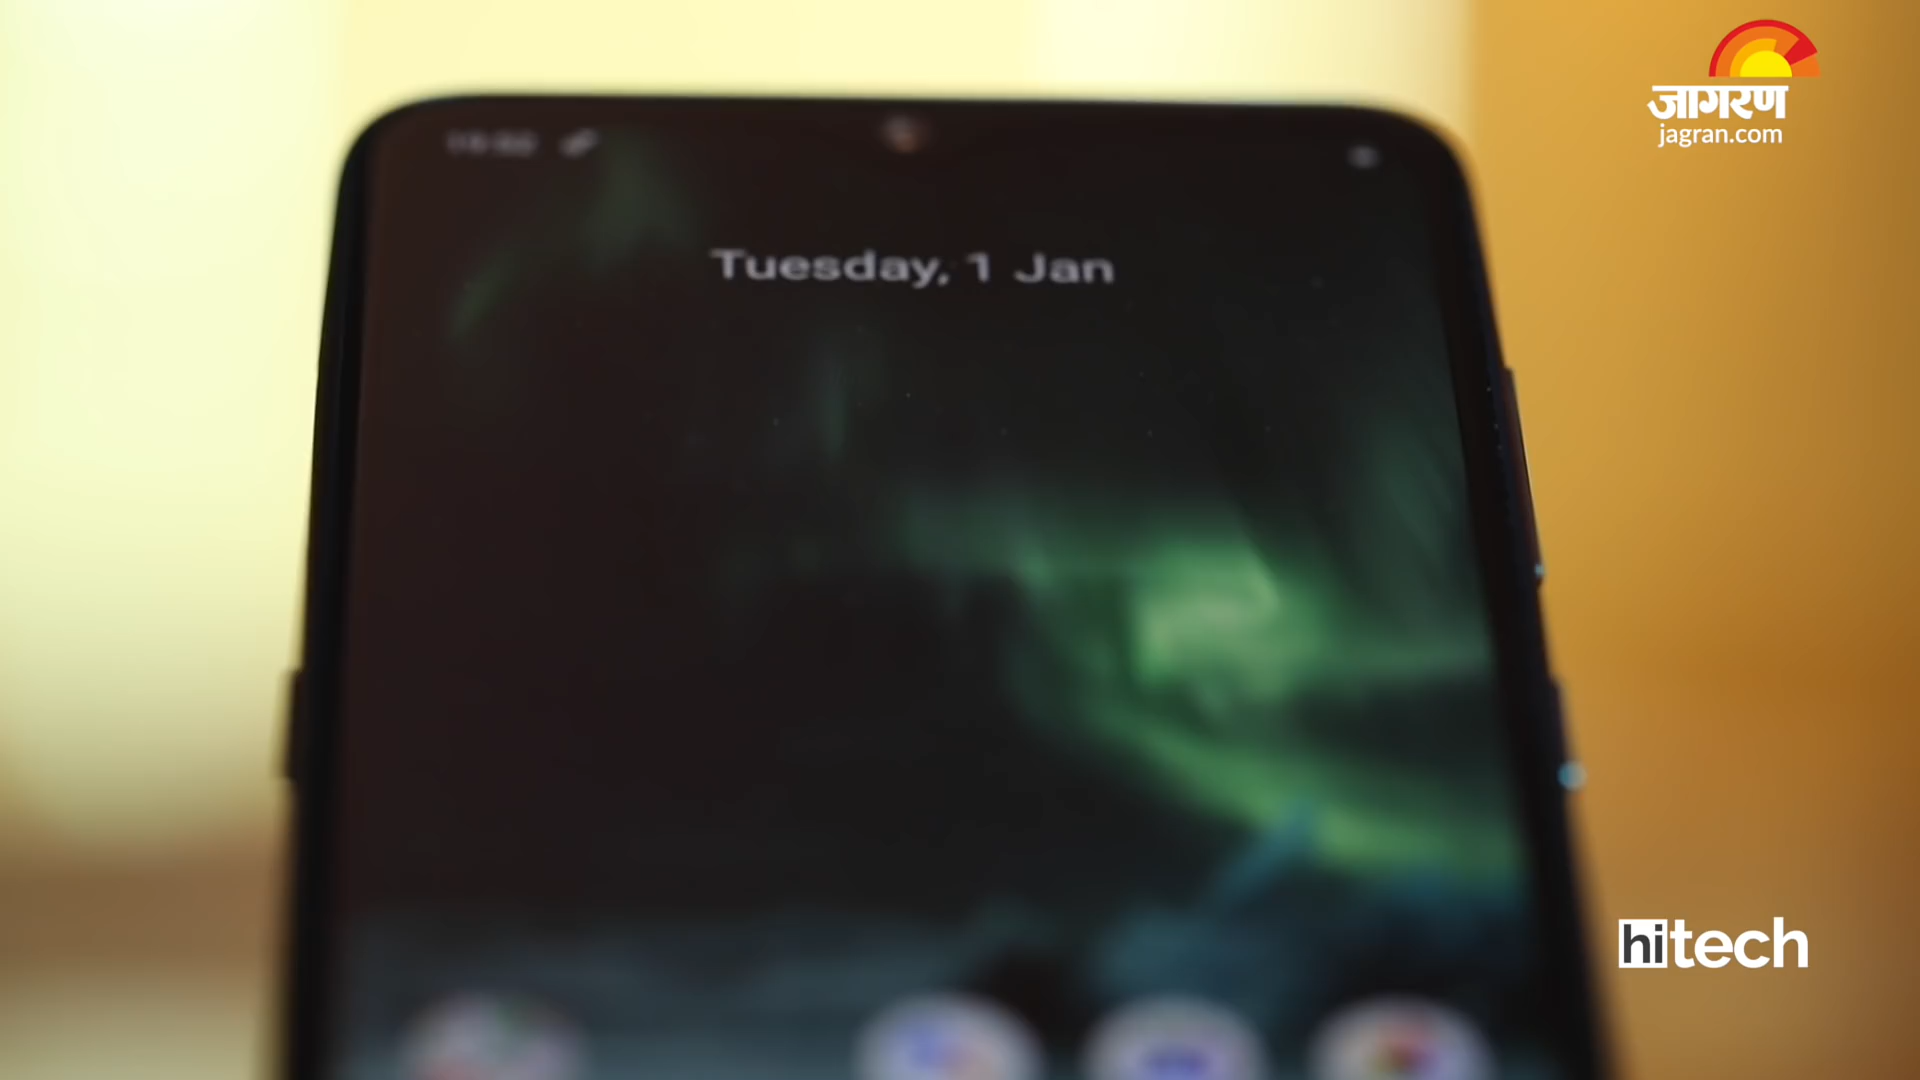 जागरण
jagran.com
Tuesday, 1 Jan
hitech